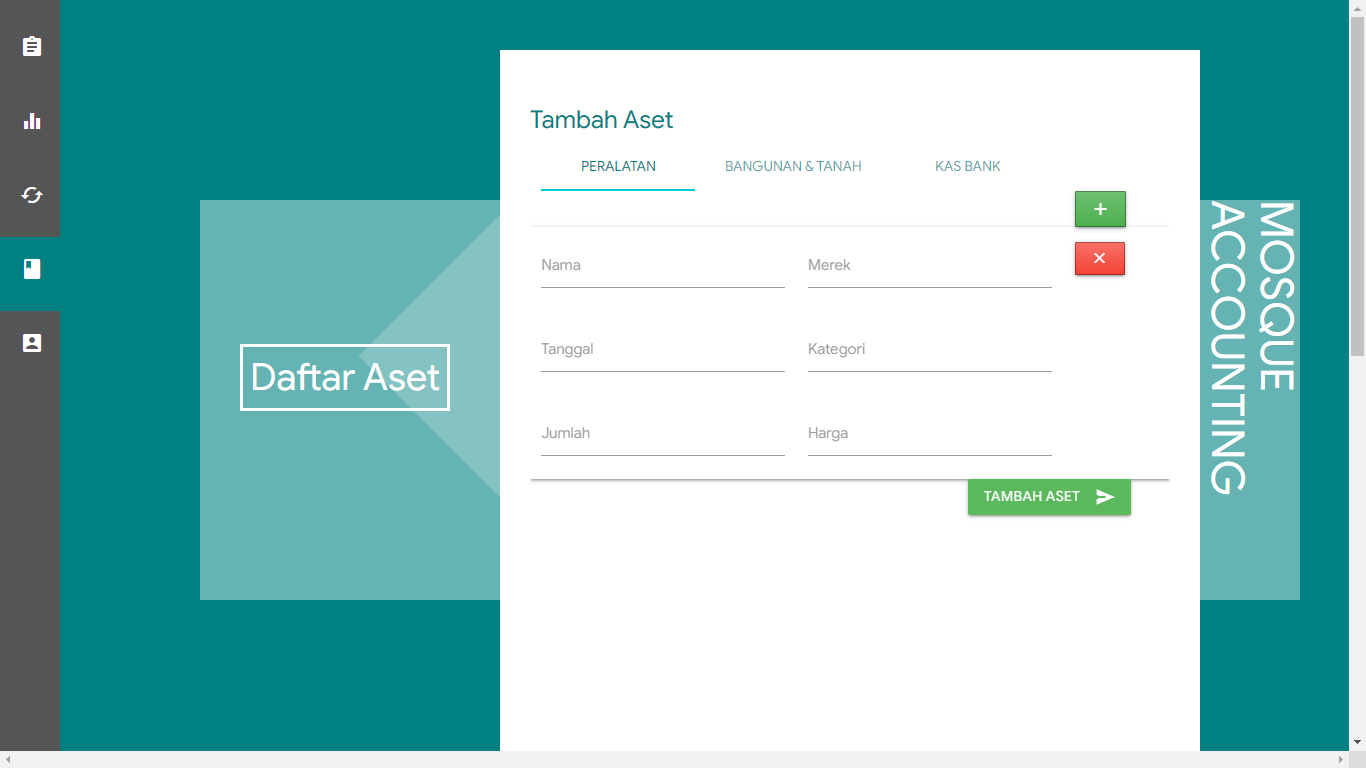 Tambah Aset
PERALATAN
BANGUNAN & TANAH
KAS BANK
Nama
Merek
Tanggal
Kategori
Jumlah
Harga
TAMBAH ASET
Daftar Aset
MOSQUE
ACCOUNTING